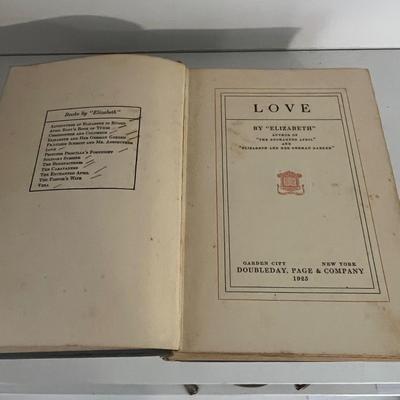 Books by "Elizabeth"
Adventures of Elizabeth in Rügen
April Baby's Book of Tunes
Christopher and Columbus
Elizabeth and Her German Garden
Fräulein Schmidt and Mr. Anstruther
Love
Princess Priscilla's Fortnight
Solitary Summer
The Benefactress
The Caravaners
The Enchanted April
The Pastor's Wife
Vera
LOVE
BY "ELIZABETH"
AUTHOR OF
"THE ENCHANTED APRIL"
AND
"ELIZABETH AND HER GERMAN GARDEN"
GARDEN CITY NEW YORK
DOUBLEDAY, PAGE & COMPANY
1925